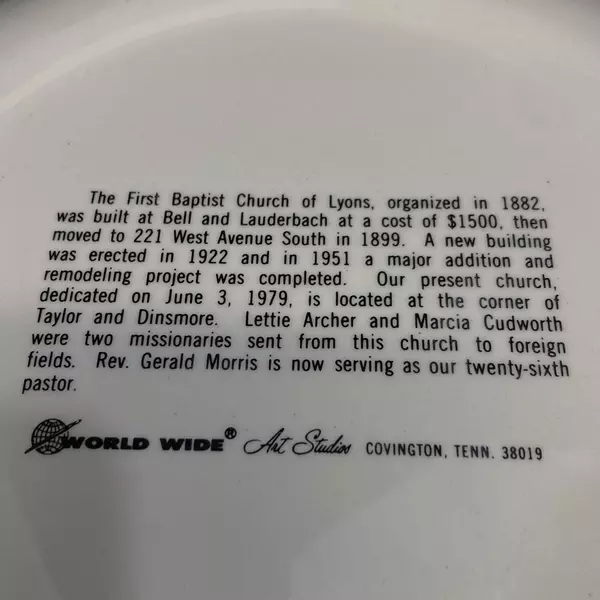 The First Baptist Church of Lyons, organized in 1882,
was built at Bell and Lauderbach at a cost of $1500, then
moved to 221 West Avenue South in 1899. A new building
was erected in 1922 and in 1951 a major addition and
remodeling project was completed. Our present church,
dedicated on June 3, 1979, is located at the corner of
Taylor and Dinsmore. Lettie Archer and Marcia Cudworth
were two missionaries sent from this church to foreign
fields. Rev. Gerald Morris is now serving as our twenty-sixth
pastor.
WORLD WIDE® Art Studios COVINGTON, TENN. 38019